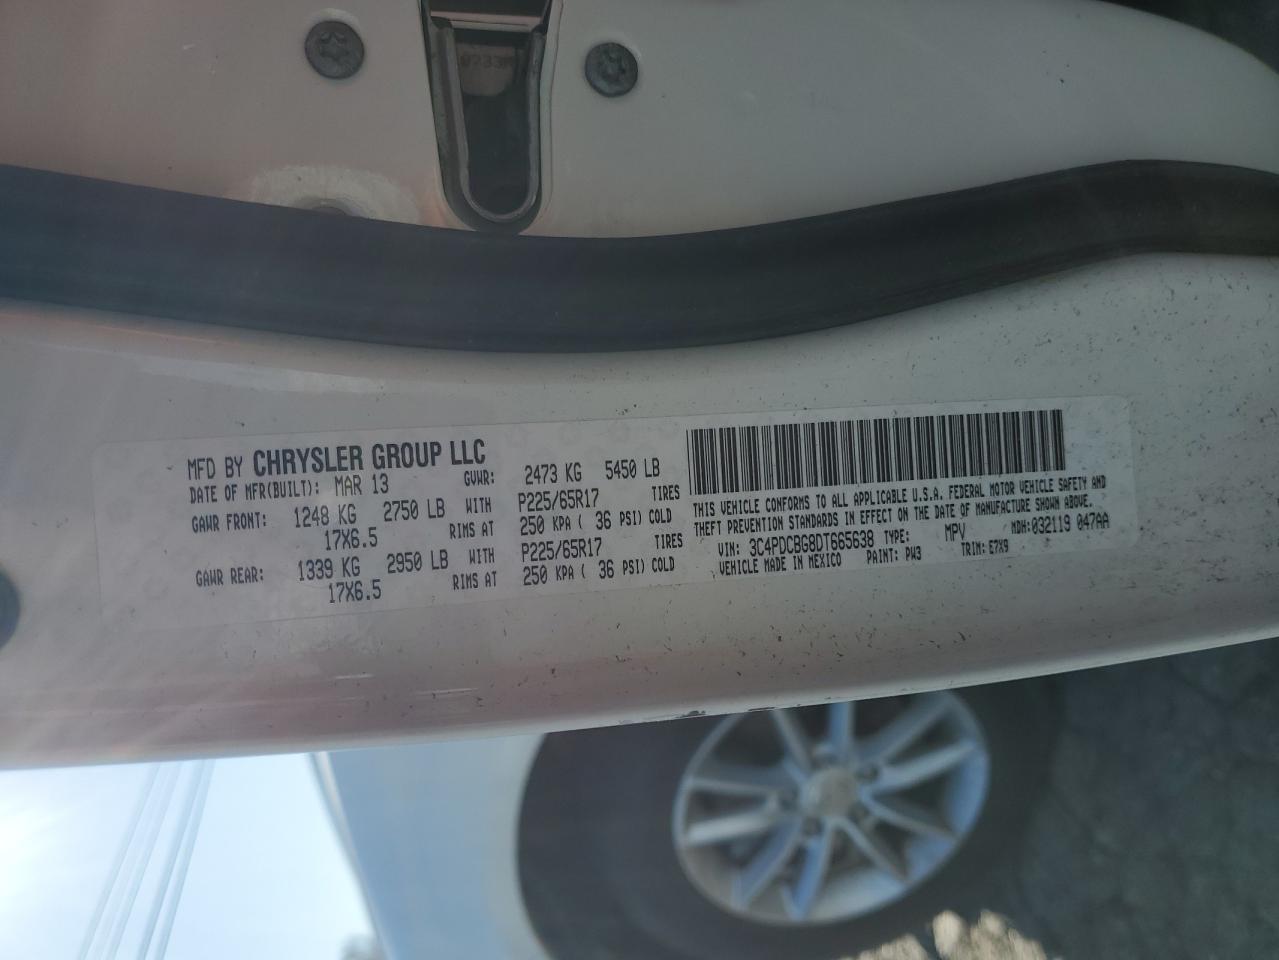 MFD BY CHRYSLER GROUP LLC
DATE OF MFR(BUILT): MAR 13 GVWR: 2473 KG 5450 LB
GAWR FRONT: 1248 KG 2750 LB WITH P225/65R17 TIRES
17X6.5 RIMS AT 250 KPA ( 36 PSI) COLD
GAWR REAR: 1339 KG 2950 LB WITH P225/65R17 TIRES
17X6.5 RIMS AT 250 KPA ( 36 PSI) COLD
THIS VEHICLE CONFORMS TO ALL APPLICABLE U.S.A. FEDERAL MOTOR VEHICLE SAFETY AND
THEFT PREVENTION STANDARDS IN EFFECT ON THE DATE OF MANUFACTURE SHOWN ABOVE.
VIN: 3C4PDCBG8DT665638 TYPE: MPV MDH:032119 047AA
VEHICLE MADE IN MEXICO PAINT: PW3 TRIM: E7X9